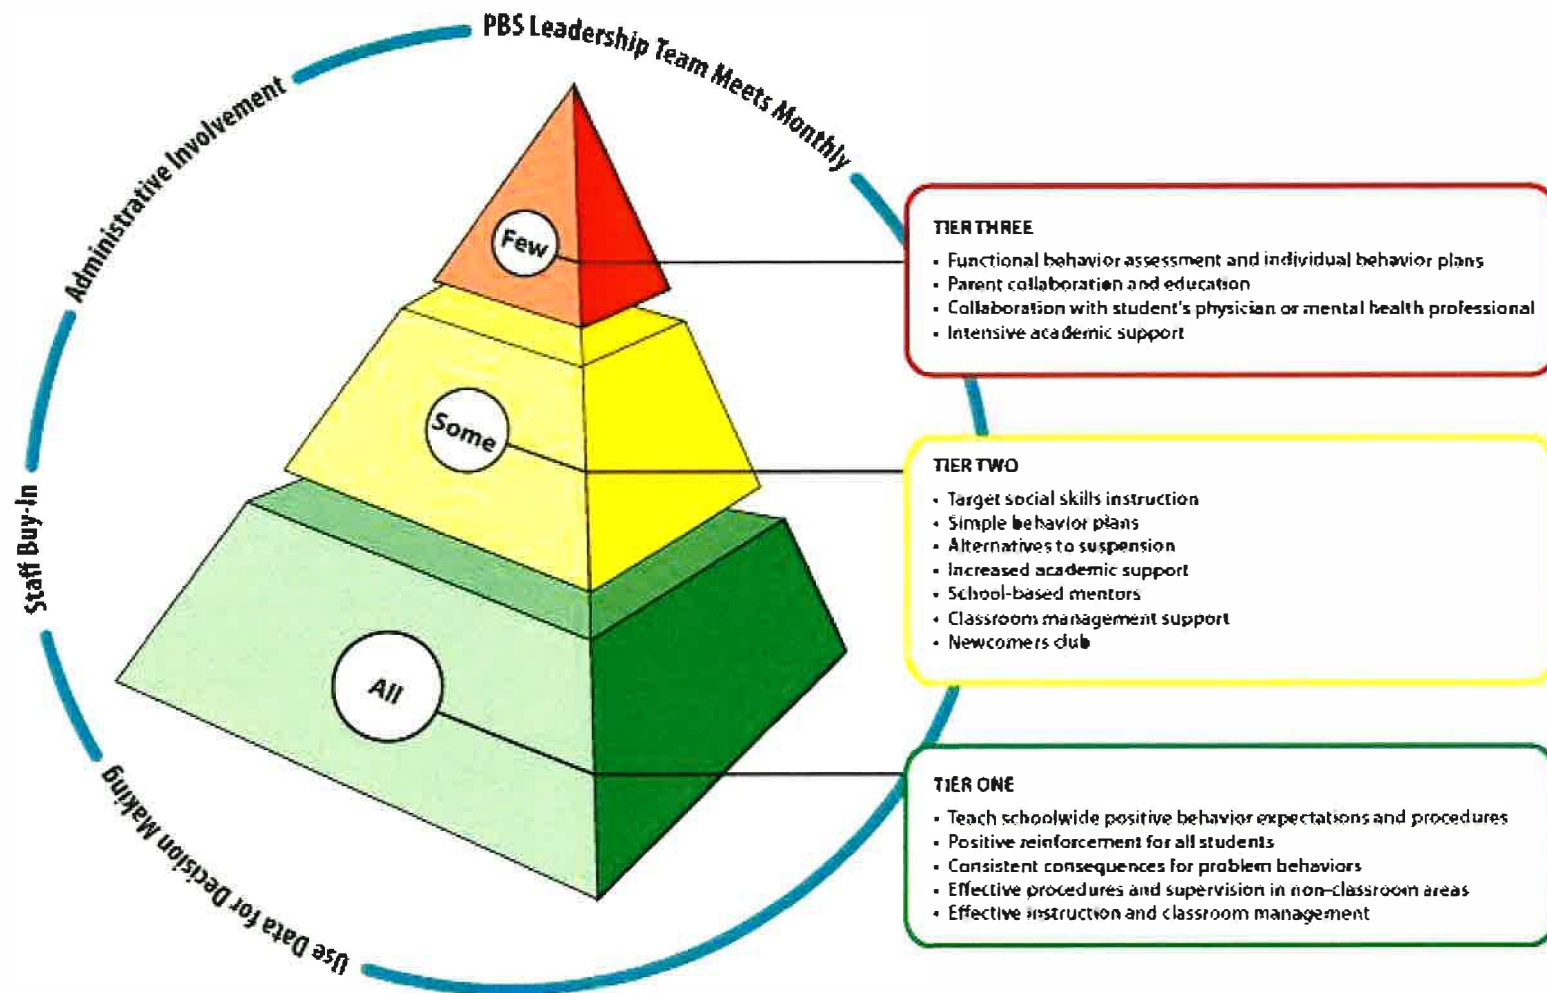 PBS Leadership Team Meets Monthly
Administrative Involvement
Staff Buy-In
Use Data for Decision Making
Few
Some
All
TIER THREE
• Functional behavior assessment and individual behavior plans
• Parent collaboration and education
• Collaboration with student's physician or mental health professional
• Intensive academic support
TIER TWO
• Target social skills instruction
• Simple behavior plans
• Alternatives to suspension
• Increased academic support
• School-based mentors
• Classroom management support
• Newcomers club
TIER ONE
• Teach schoolwide positive behavior expectations and procedures
• Positive reinforcement for all students
• Consistent consequences for problem behaviors
• Effective procedures and supervision in non-classroom areas
• Effective instruction and classroom management